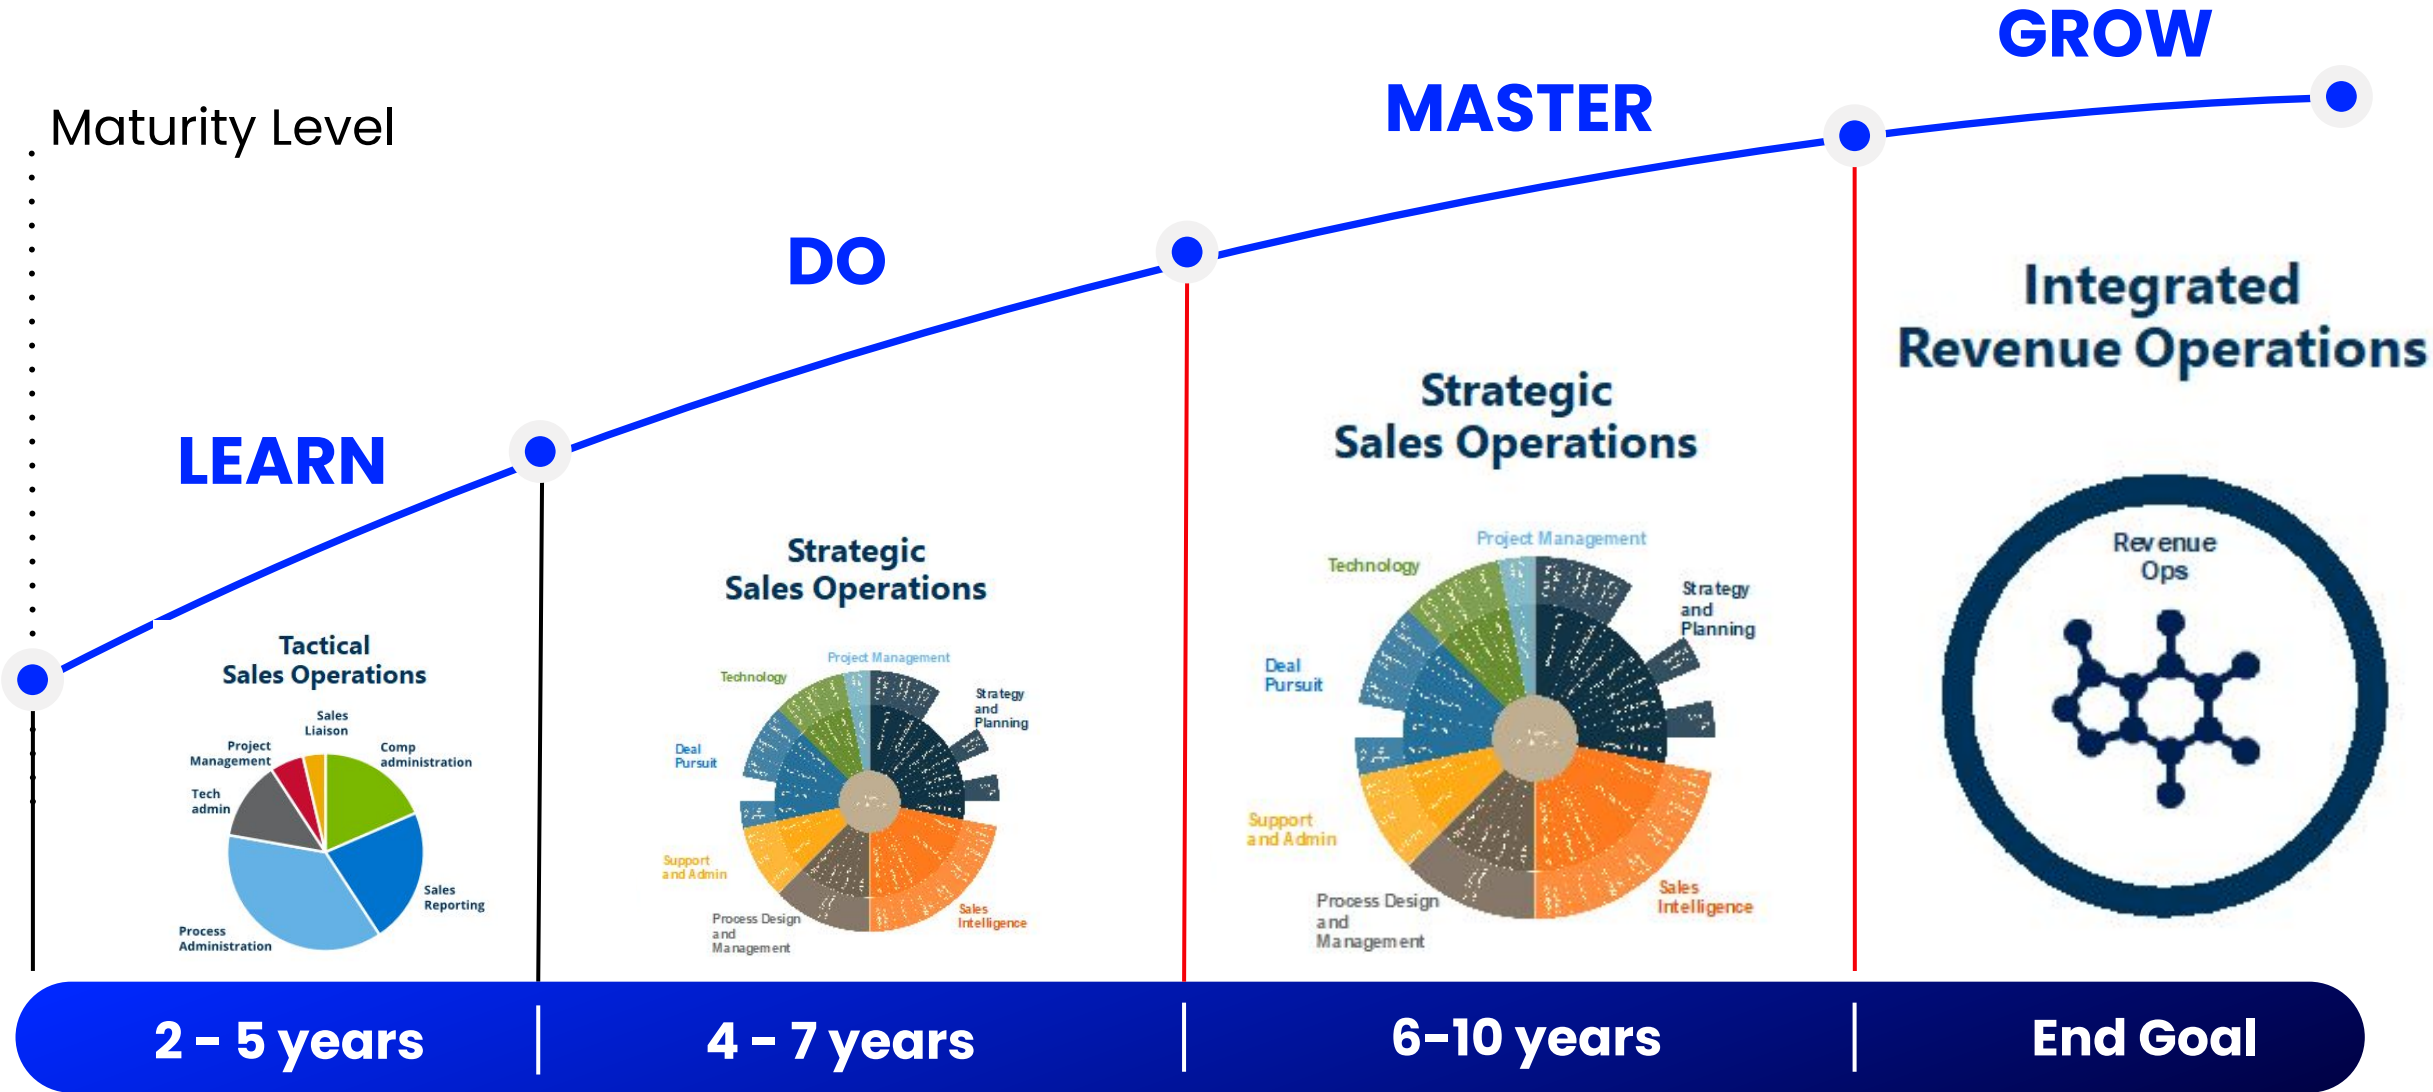 GROW
MASTER
Maturity Level
DO
LEARN
Tactical
Sales Operations
Sales
Liaison
Project
Management
Comp
administration
Tech
admin
Sales
Reporting
Process
Administration
Strategic
Sales Operations
Project Management
Technology
Strategy
and
Planning
Deal
Pursuit
Support
and Admin
Process Design
and
Management
Sales
Intelligence
Strategic
Sales Operations
Project Management
Technology
Strategy
and
Planning
Deal
Pursuit
Support
and Admin
Process Design
and
Management
Sales
Intelligence
Integrated
Revenue Operations
Revenue
Ops
2 - 5 years
4 - 7 years
6-10 years
End Goal